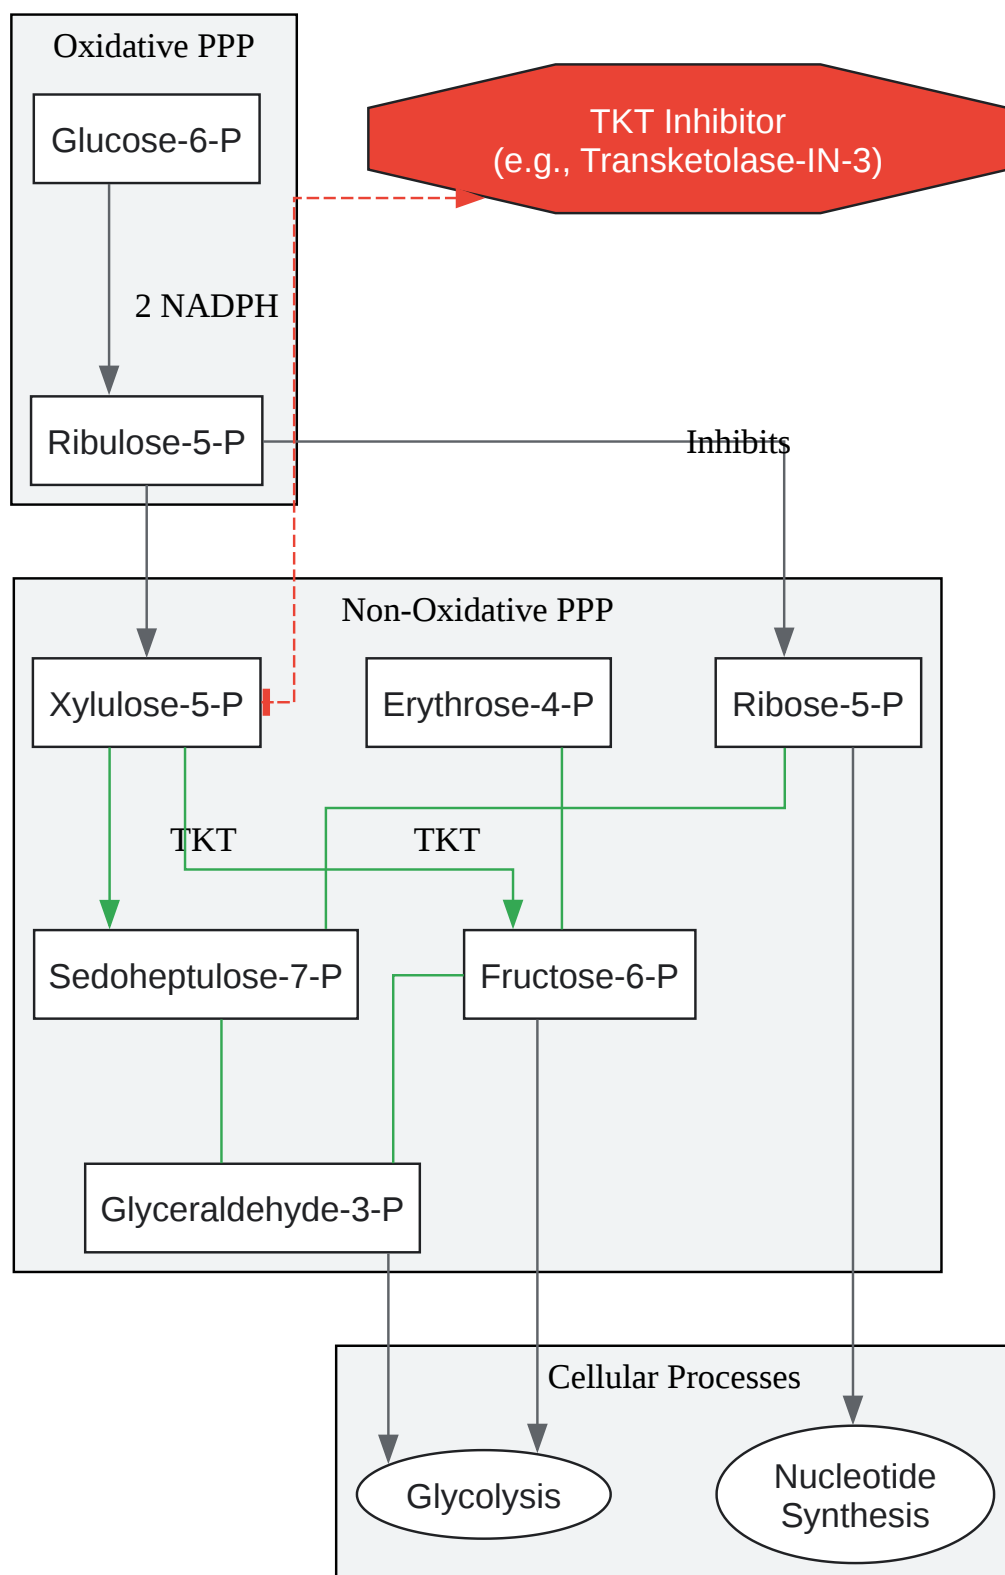 Oxidative PPP
Glucose-6-P
TKT Inhibitor
(e.g., Transketolase-IN-3)
2 NADPH
Ribulose-5-P
Inhibits
Non-Oxidative PPP
Xylulose-5-P
Erythrose-4-P
Ribose-5-P
TKT
TKT
Sedoheptulose-7-P
Fructose-6-P
Glyceraldehyde-3-P
Cellular Processes
Glycolysis
Nucleotide
Synthesis